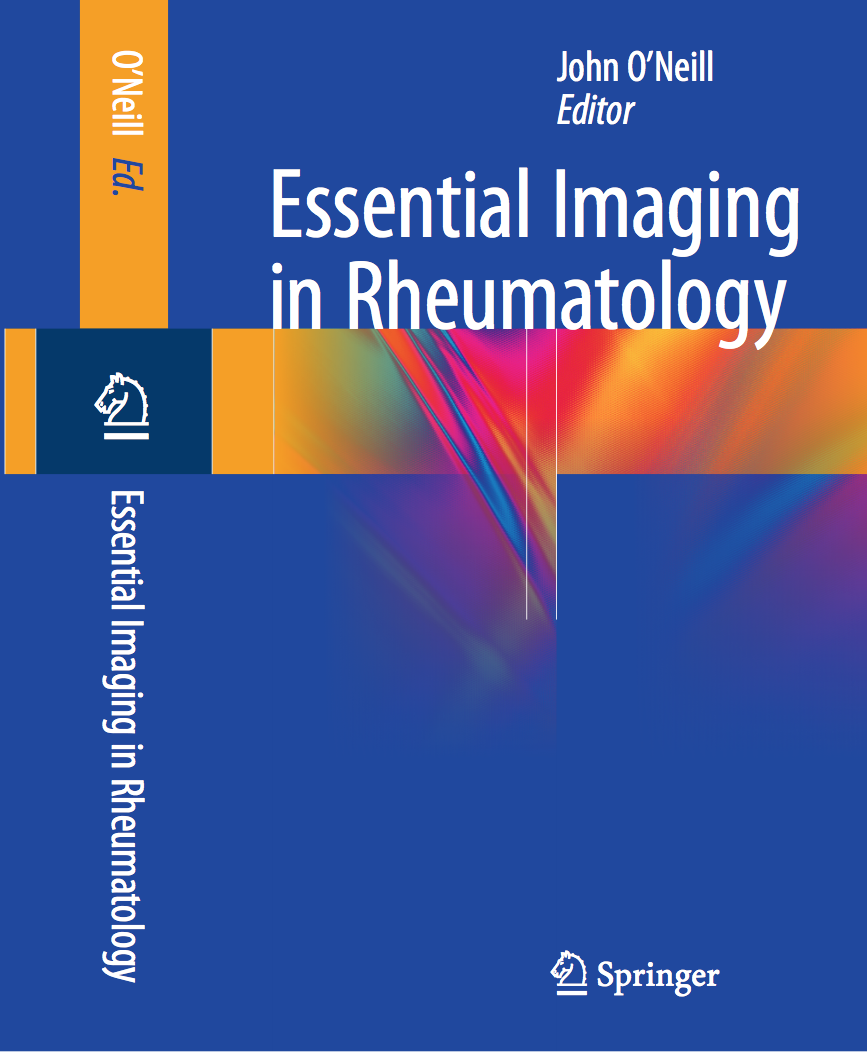 O'Neill Ed.
Essential Imaging in Rheumatology
John O'Neill
Editor
Essential Imaging
in Rheumatology
Springer